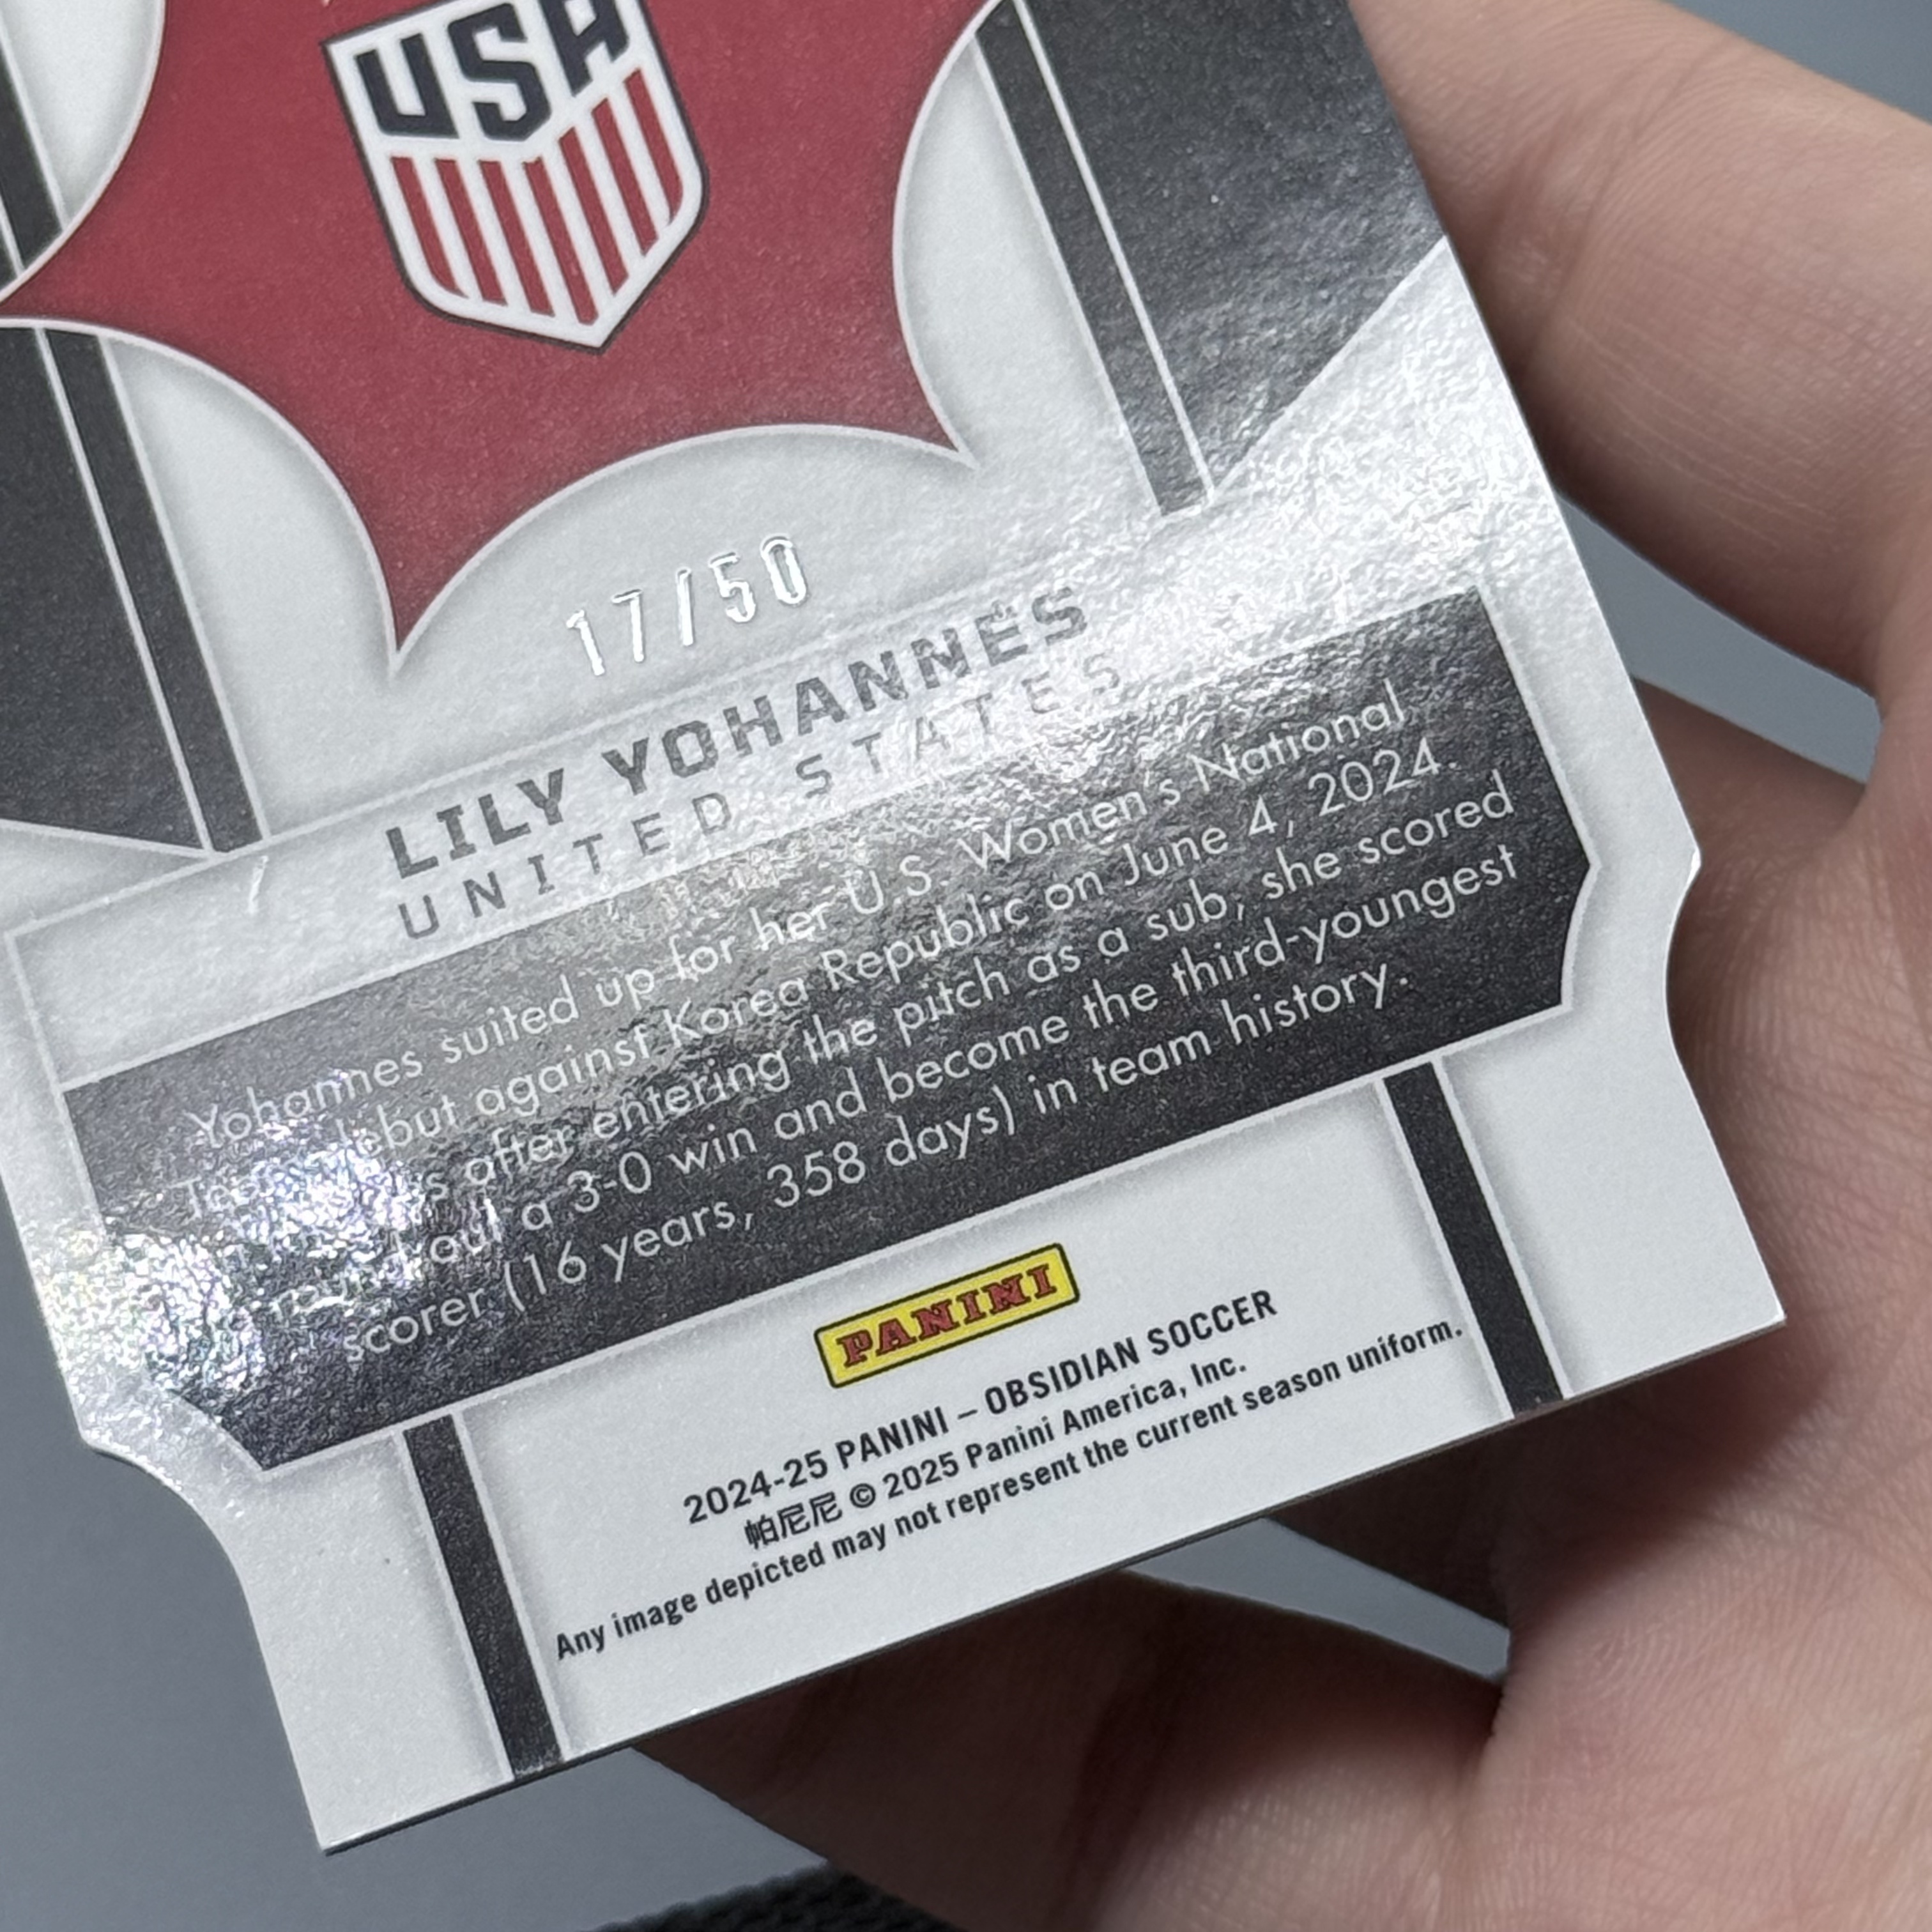 USA
17/50
LILY YOHANNES
UNITED STATES
Yohannes suited up for her U.S. Women's National
debut against Korea Republic on June 4, 2024.
after entering the pitch as a sub, she scored
a 3-0 win and become the third-youngest
scorer (16 years, 358 days) in team history.
PANINI
2024-25 PANINI – OBSIDIAN SOCCER
帕尼尼 © 2025 Panini America, Inc.
Any image depicted may not represent the current season uniform.